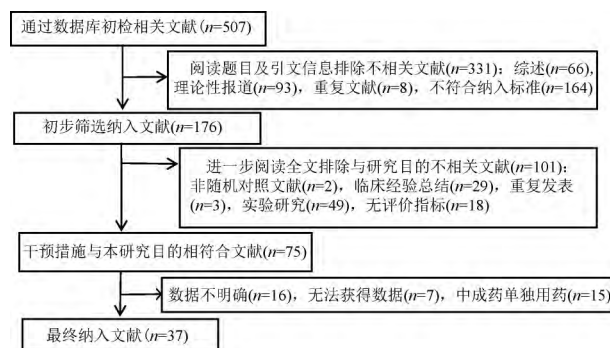 通过数据库初检相关文献(n=507)
阅读题目及引文信息排除不相关文献(n=331)：综述(n=66)，
理论性报道(n=93)，重复文献(n=8)，不符合纳入标准(n=164)
初步筛选纳入文献(n=176)
进一步阅读全文排除与研究目的不相关文献(n=101)：
非随机对照文献(n=2)，临床经验总结(n=29)，重复发表
(n=3)，实验研究(n=49)，无评价指标(n=18)
干预措施与本研究目的相符合文献(n=75)
数据不明确(n=16)，无法获得数据(n=7)，中成药单独用药(n=15)
最终纳入文献(n=37)